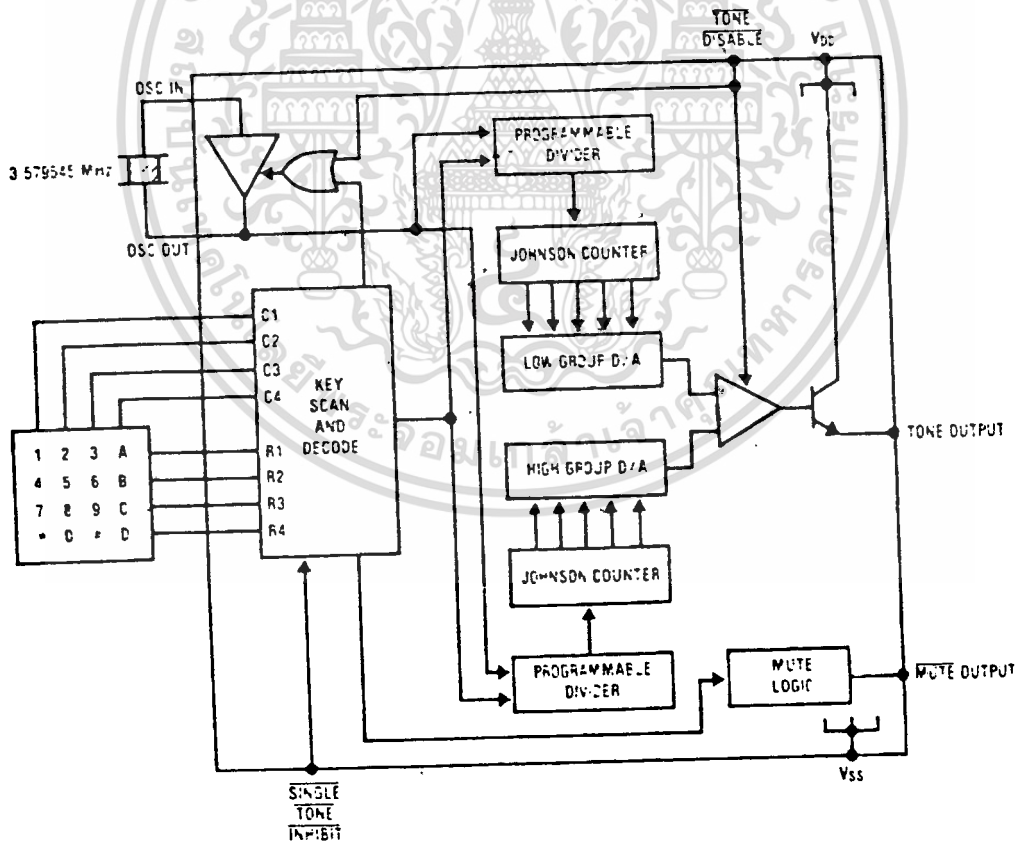 TONE
DISABLE
VDD
OSC IN
3 579545 MHz
OSC OUT
PROGRAMMABLE
DIVIDER
JOHNSON COUNTER
LOW GROUP D/A
C1
C2
C3
C4
KEY
SCAN
AND
DECODE
R1
R2
R3
R4
1 2 3 A
4 5 6 B
7 8 9 C
* 0 # D
HIGH GROUP D/A
JOHNSON COUNTER
PROGRAMMABLE
DIVIDER
TONE OUTPUT
MUTE
LOGIC
MUTE OUTPUT
VSS
SINGLE
TONE
INHIBIT